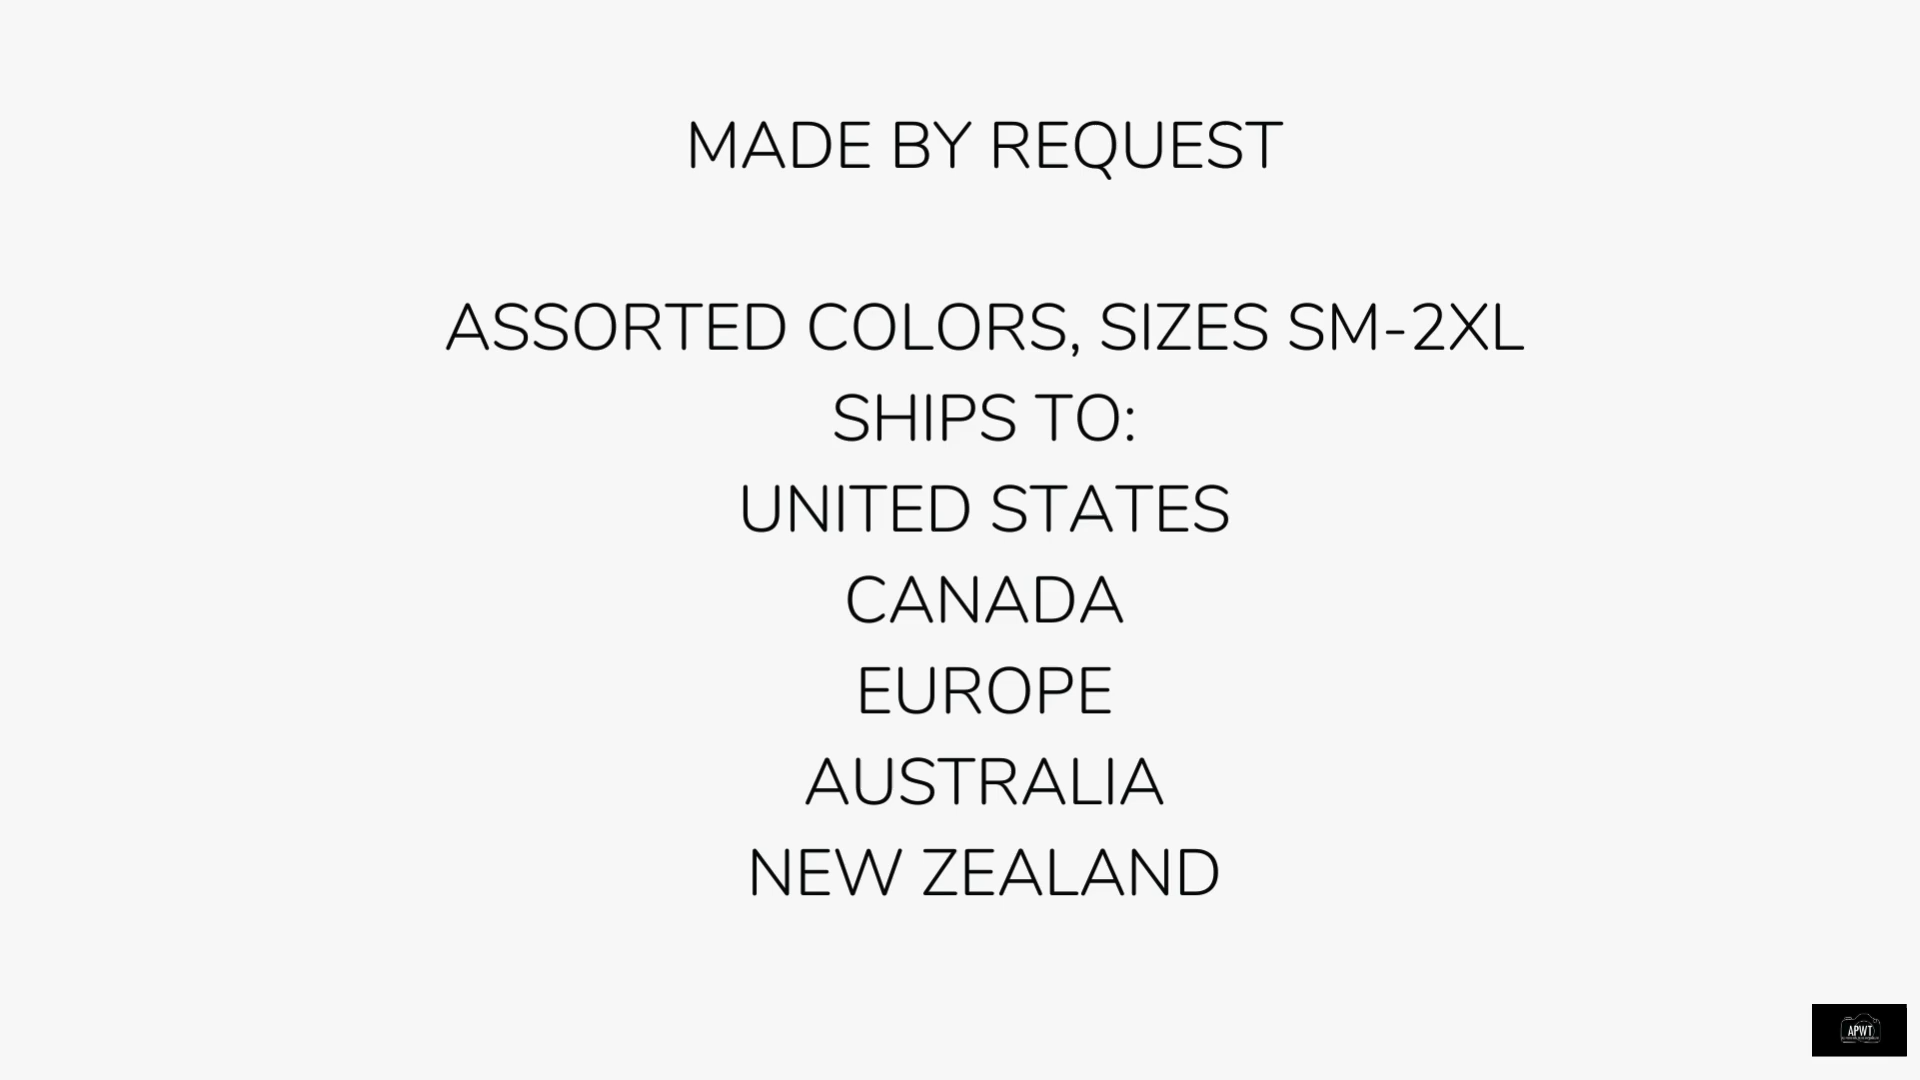 MADE BY REQUEST
ASSORTED COLORS, SIZES SM-2XL
SHIPS TO:
UNITED STATES
CANADA
EUROPE
AUSTRALIA
NEW ZEALAND
APWT